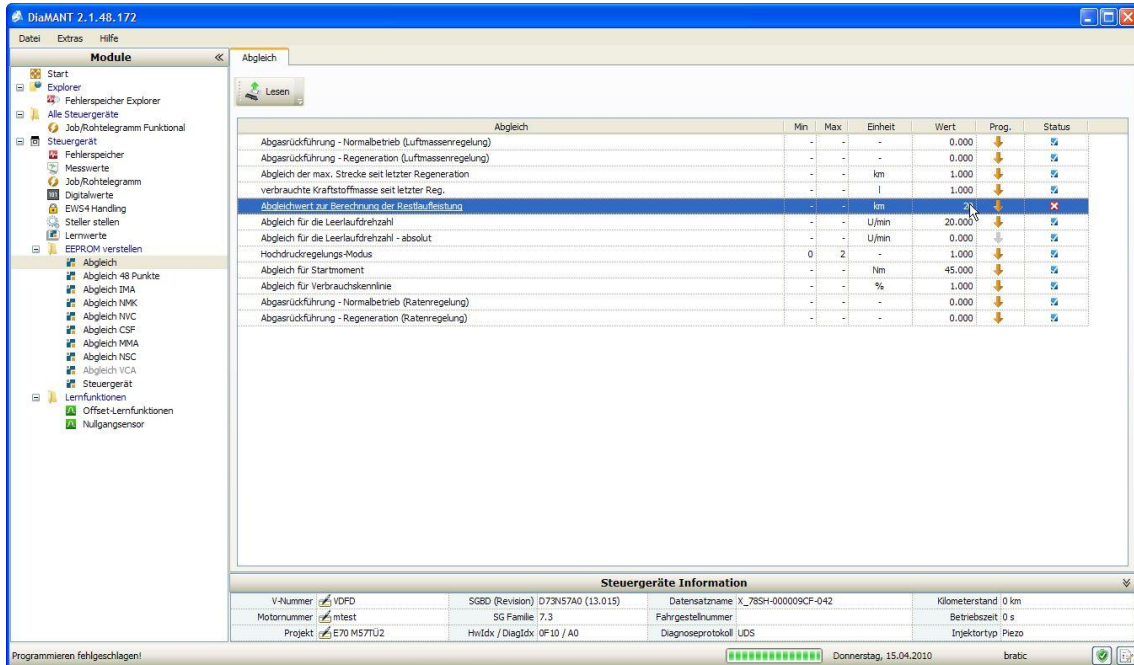 DiaMANT 2.1.48.172
Datei Extras Hilfe
Module
Start
Explorer
Fehlerspeicher Explorer
Alle Steuergeräte
Job/Rohtelegramm Funktional
Steuergerät
Fehlerspeicher
Messwerte
Job/Rohtelegramm
Digitalwerte
EWS4 Handling
Steller stellen
Lernwerte
EEPROM verstellen
Abgleich
Abgleich 48 Punkte
Abgleich IMA
Abgleich NMK
Abgleich NVC
Abgleich CSF
Abgleich MMA
Abgleich NSC
Abgleich VCA
Steuergerät
Lernfunktionen
Offset-Lernfunktionen
Nullgangsensor
Abgleich
Lesen
Abgleich Min Max Einheit Wert Prog. Status
Abgasrückführung - Normalbetrieb (Luftmassenregelung) - - - 0.000
Abgasrückführung - Regeneration (Luftmassenregelung) - - - 0.000
Abgleich der max. Strecke seit letzter Regeneration - - km 1.000
verbrauchte Kraftstoffmasse seit letzter Reg. - - l 1.000
Abgleichwert zur Berechnung der Restlaufleistung - - km
Abgleich für die Leerlaufdrehzahl - - U/min 20.000
Abgleich für die Leerlaufdrehzahl - absolut - - U/min 0.000
Hochdruckregelungs-Modus 0 2 - 1.000
Abgleich für Startmoment - - Nm 45.000
Abgleich für Verbrauchskennlinie - - % 1.000
Abgasrückführung - Normalbetrieb (Ratenregelung) - - - 0.000
Abgasrückführung - Regeneration (Ratenregelung) - - - 0.000
Steuergeräte Information
V-Nummer VDFD SGBD (Revision) D73N57A0 (13.015) Datensatzname X_78SH-000009CF-042 Kilometerstand 0 km
Motornummer mtest SG Familie 7.3 Fahrgestellnummer Betriebszeit 0 s
Projekt E70 M57TÜ2 HwIdx / DiagIdx 0F10 / A0 Diagnoseprotokoll UDS Injektortyp Piezo
Programmieren fehlgeschlagen! Donnerstag, 15.04.2010 bratic